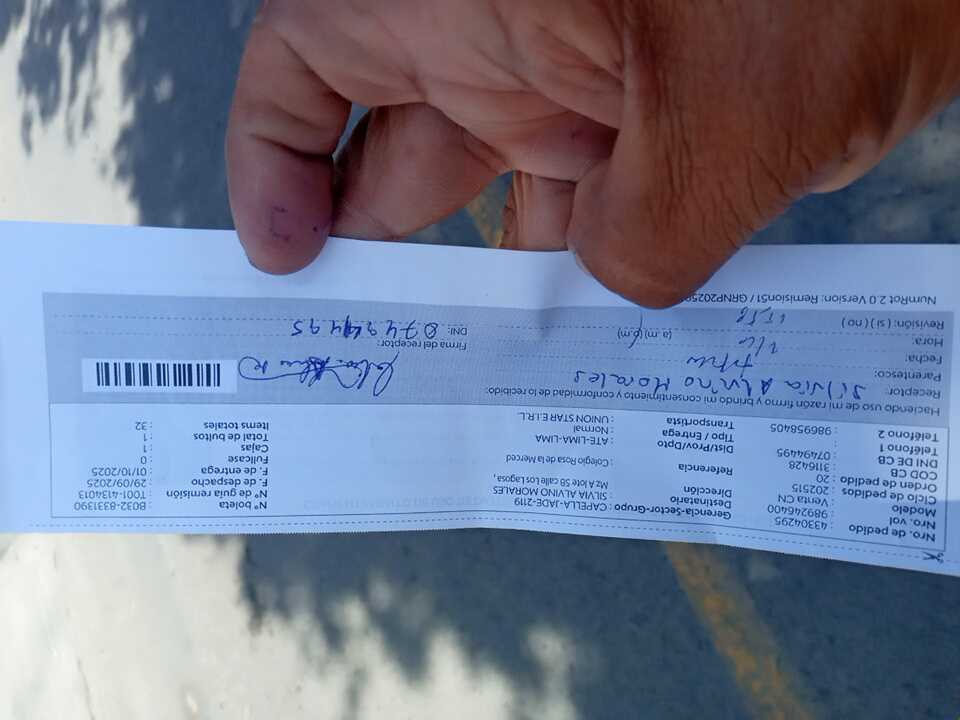 Nro. de pedido : 43304295
Nro. vol : 989246400
Modelo : Venta CN
Ciclo de pedidos : 202515
Orden de pedido : 20
COD CB : 3116428
DNI DE CB : 07494495
Teléfono 1 :
Teléfono 2 : 986958405
Gerencia-Sector-Grupo : CAPELLA-JADE-2119
Destinatario : SILVIA ALVINO MORALES
Dirección : Mz A lote 5B calle Los Lagosa,
Referencia : Colegio Rosa de la Merced
Dist/Prov/Dpto : ATE-LIMA-LIMA
Tipo / Entrega : Normal
Transportista : UNION STAR E.I.R.L.
N° boleta : B032-8331390
N° de guía remisión : T001-4134013
F. de despacho : 29/09/2025
F. de entrega : 01/10/2025
Fullcase : 0
Cajas : 1
Total de bultos : 1
Items totales : 32
Haciendo uso de mi razón firmo y brindo mi consentimiento y conformidad de lo recibido:
Receptor: Silvia Alvino Morales
Parentesco:
Fecha:
Hora: (a.m) (p.m)
Revisión: ( si ) ( no )
Firma del receptor:
DNI: 07494495
NumRot 2.0 Version: Remision51 / GRNP2025